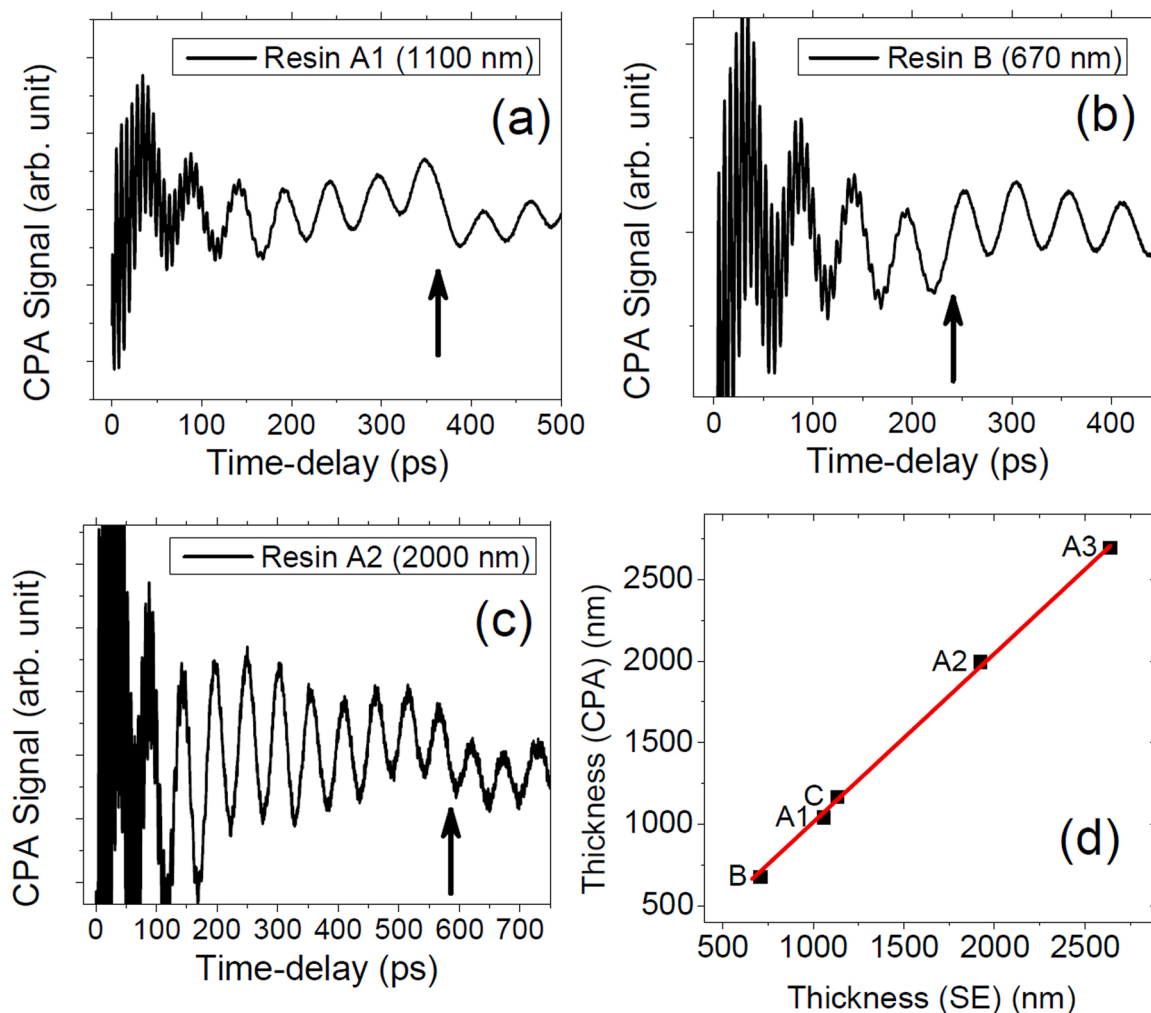 Resin A1 (1100 nm)
(a)
CPA Signal (arb. unit)
0 100 200 300 400 500
Time-delay (ps)
Resin B (670 nm)
(b)
CPA Signal (arb. unit)
0 100 200 300 400
Time-delay (ps)
Resin A2 (2000 nm)
(c)
CPA Signal (arb. unit)
0 100 200 300 400 500 600 700
Time-delay (ps)
A3
2500
A2
2000
1500
C
A1
1000
B
500
(d)
Thickness (CPA) (nm)
500 1000 1500 2000 2500
Thickness (SE) (nm)